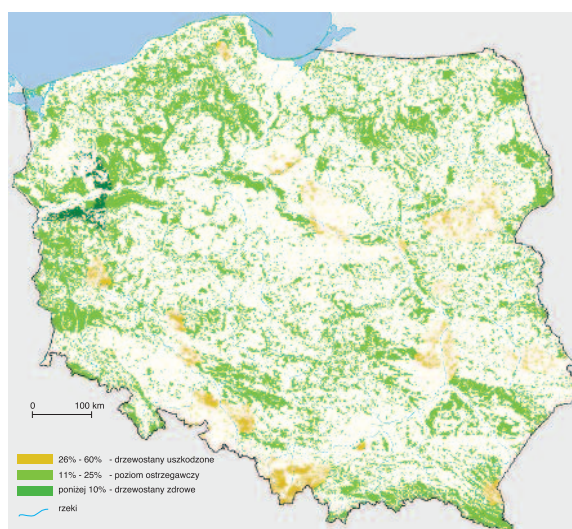 0 100 km
26% - 60% - drzewostany uszkodzone
11% - 25% - poziom ostrzegawczy
poniżej 10% - drzewostany zdrowe
rzeki